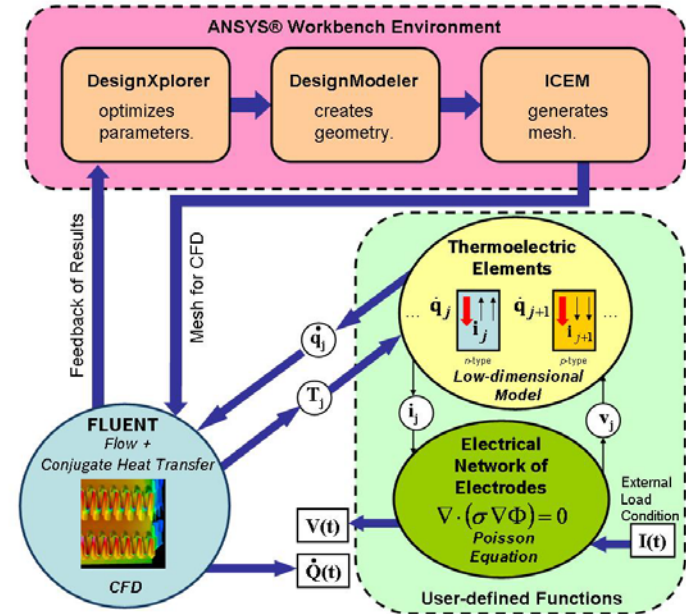 ANSYS® Workbench Environment
DesignXplorer
optimizes
parameters.
DesignModeler
creates
geometry.
ICEM
generates
mesh.
Feedback of Results
Mesh for CFD
Thermoelectric
Elements
... q̇j ij q̇j+1 ij+1 ...
n-type p-type
Low-dimensional
Model
q̇j
Tj
ij
vj
FLUENT
Flow +
Conjugate Heat Transfer
CFD
Electrical
Network of
Electrodes
∇·(σ∇Φ)=0
Poisson
Equation
External
Load
Condition
I(t)
V(t)
Q̇(t)
User-defined Functions